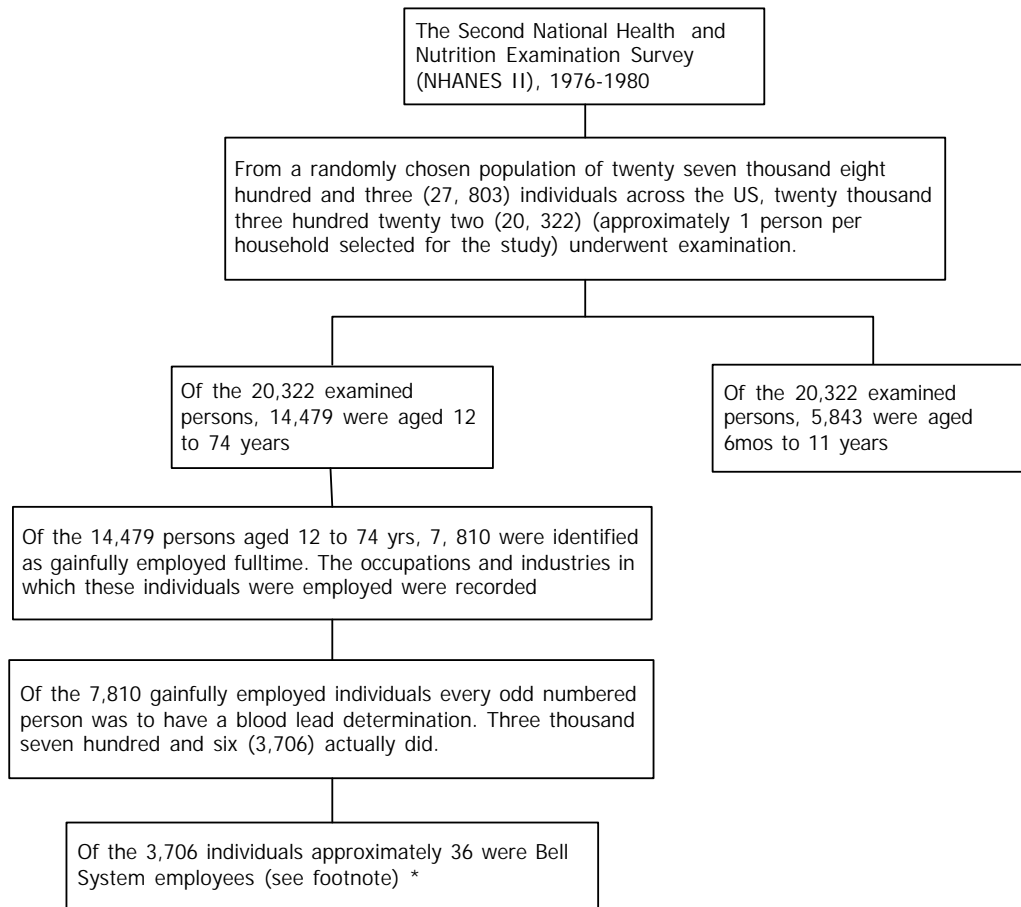 The Second National Health and
Nutrition Examination Survey
(NHANES II), 1976-1980
From a randomly chosen population of twenty seven thousand eight
hundred and three (27, 803) individuals across the US, twenty thousand
three hundred twenty two (20, 322) (approximately 1 person per
household selected for the study) underwent examination.
Of the 20,322 examined
persons, 14,479 were aged 12
to 74 years
Of the 20,322 examined
persons, 5,843 were aged
6mos to 11 years
Of the 14,479 persons aged 12 to 74 yrs, 7, 810 were identified
as gainfully employed fulltime. The occupations and industries in
which these individuals were employed were recorded
Of the 7,810 gainfully employed individuals every odd numbered
person was to have a blood lead determination. Three thousand
seven hundred and six (3,706) actually did.
Of the 3,706 individuals approximately 36 were Bell
System employees (see footnote) *